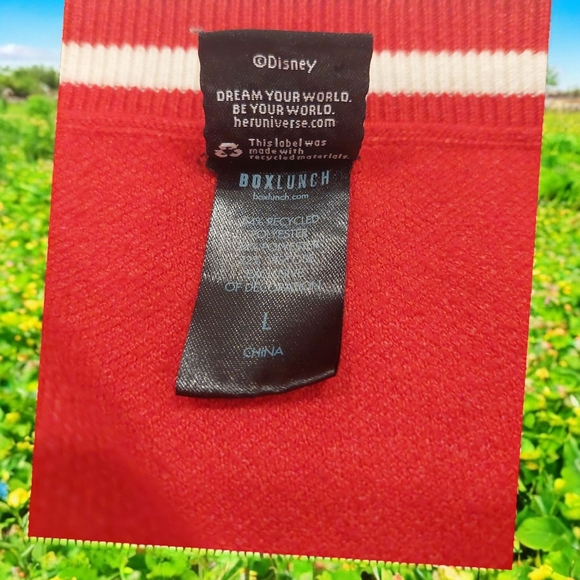 ©Disney
DREAM YOUR WORLD.
BE YOUR WORLD.
heruniverse.com
This label was
made with
recycled materials.
BOXLUNCH
boxlunch.com
RECYCLED
POLYESTER
OF DECORATION
L
CHINA